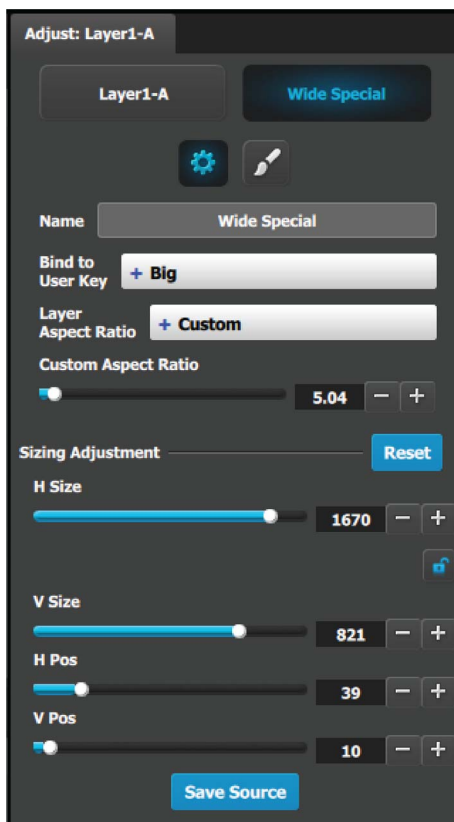 Adjust: Layer1-A
Layer1-A
Wide Special
Name
Wide Special
Bind to
User Key
+ Big
Layer
Aspect Ratio
+ Custom
Custom Aspect Ratio
5.04 − +
Sizing Adjustment
Reset
H Size
1670 − +
V Size
821 − +
H Pos
39 − +
V Pos
10 − +
Save Source